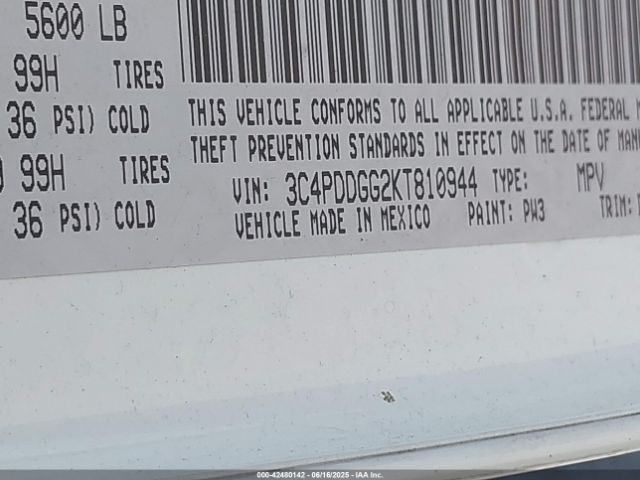 5600 LB
99H TIRES
36 PSI) COLD
99H TIRES
36 PSI) COLD
THIS VEHICLE CONFORMS TO ALL APPLICABLE U.S.A. FEDERAL
THEFT PREVENTION STANDARDS IN EFFECT ON THE DATE OF MANU
VIN: 3C4PDDGG2KT810944 TYPE: MPV
VEHICLE MADE IN MEXICO PAINT: PW3 TRIM:
000-42480142 - 06/16/2025 - IAA Inc.